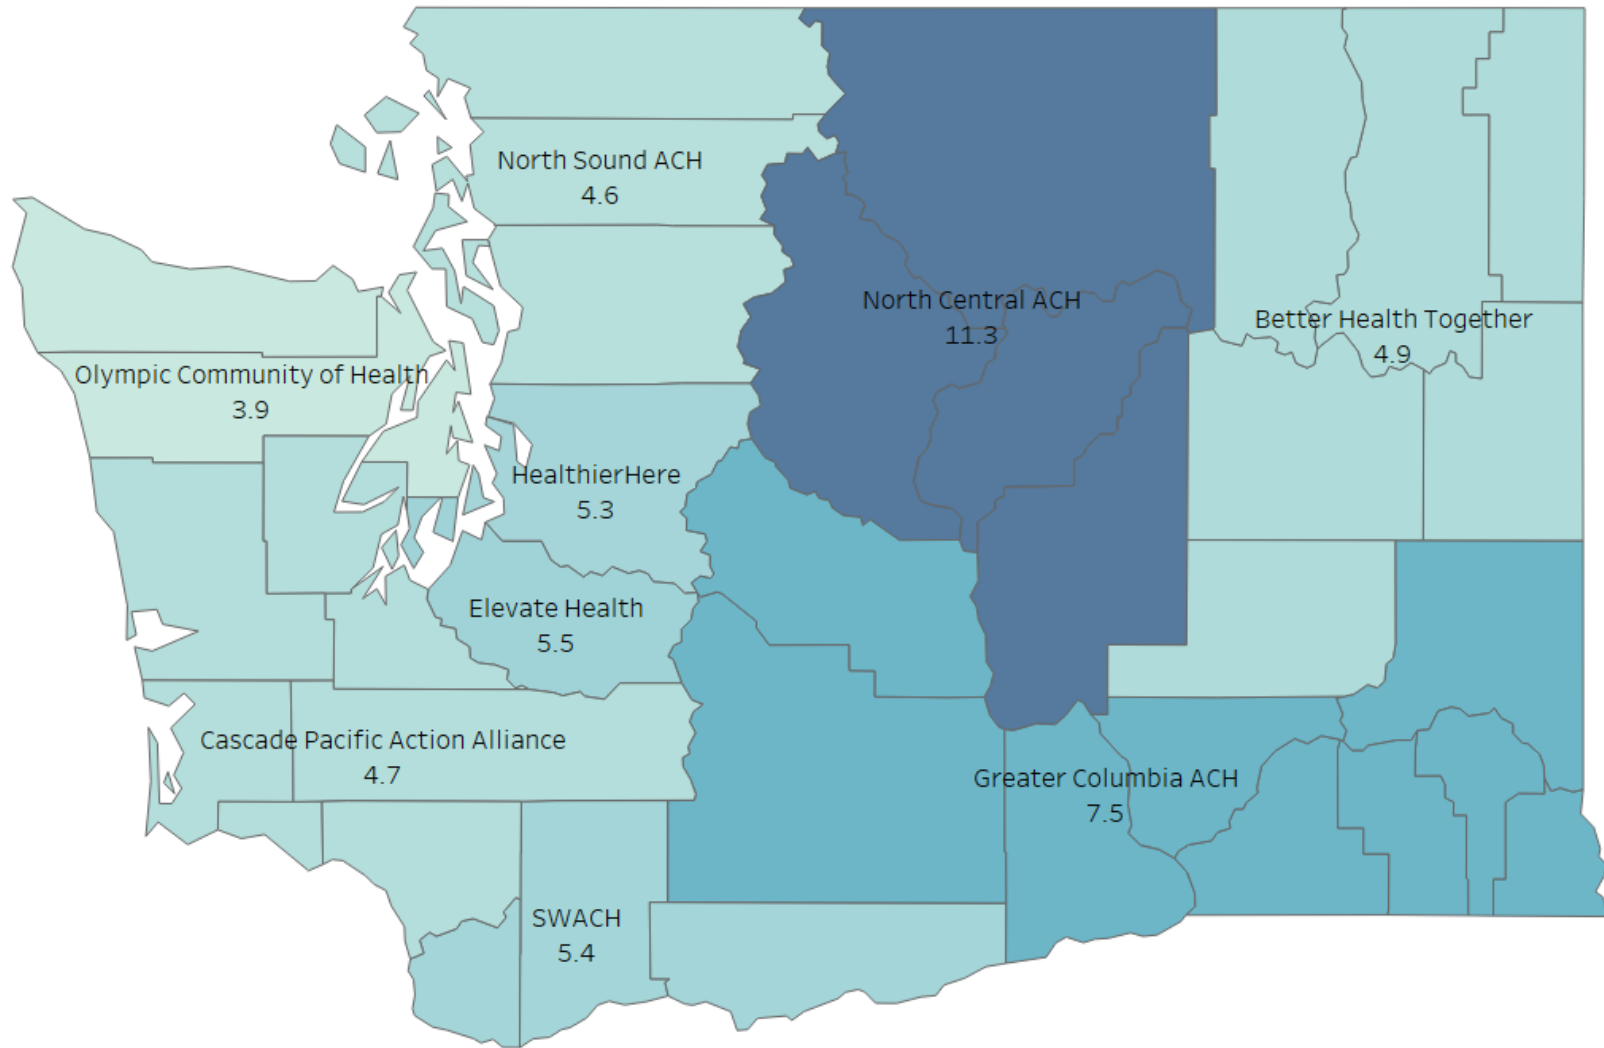 North Sound ACH
4.6
North Central ACH
11.3
Better Health Together
4.9
Olympic Community of Health
3.9
HealthierHere
5.3
Elevate Health
5.5
Cascade Pacific Action Alliance
4.7
Greater Columbia ACH
7.5
SWACH
5.4